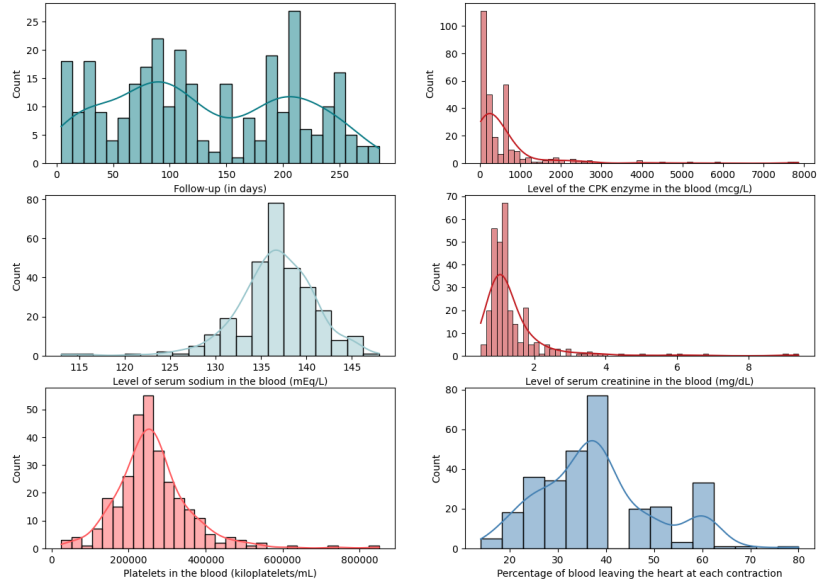 25
20
15
10
5
0
Count
0 50 100 150 200 250
Follow-up (in days)
100
80
60
40
20
0
Count
0 1000 2000 3000 4000 5000 6000 7000 8000
Level of the CPK enzyme in the blood (mcg/L)
80
60
40
20
0
Count
115 120 125 130 135 140 145
Level of serum sodium in the blood (mEq/L)
70
60
50
40
30
20
10
0
Count
2 4 6 8
Level of serum creatinine in the blood (mg/dL)
50
40
30
20
10
0
Count
0 200000 400000 600000 800000
Platelets in the blood (kiloplatelets/mL)
80
60
40
20
0
Count
20 30 40 50 60 70 80
Percentage of blood leaving the heart at each contraction